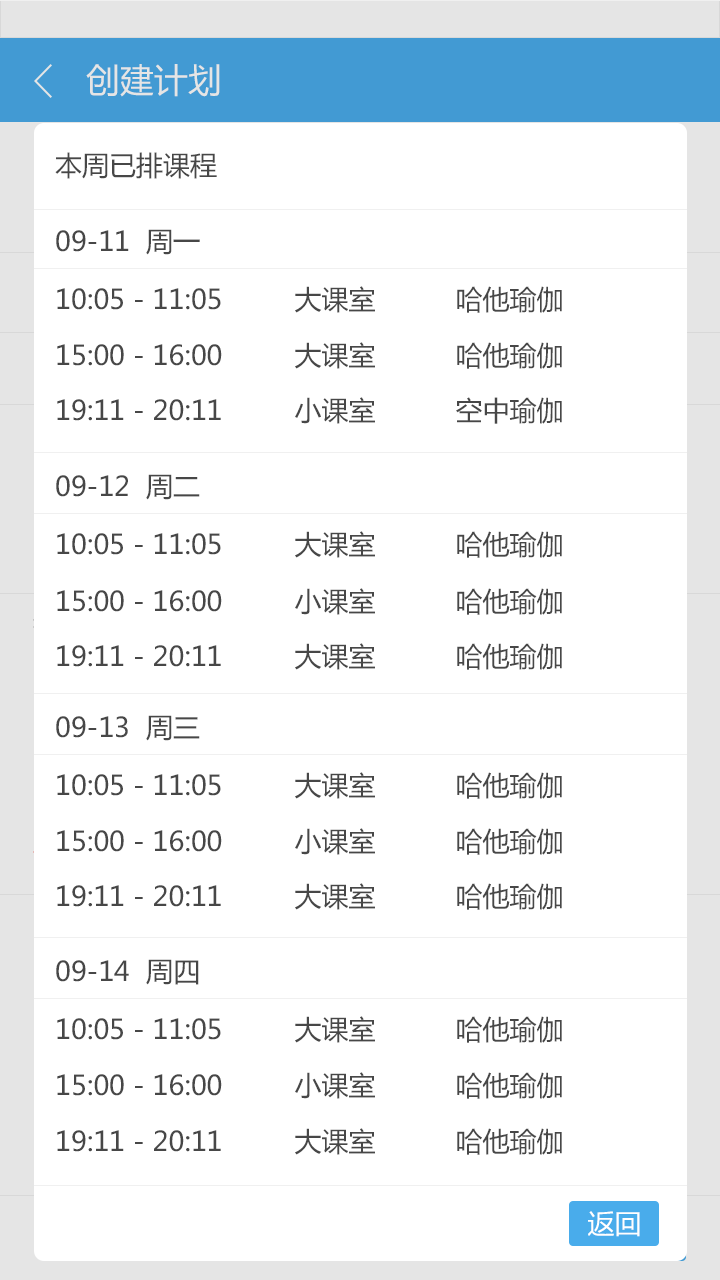 创建计划
本周已排课程
09-11 周一
10:05 - 11:05 大课室 哈他瑜伽
15:00 - 16:00 大课室 哈他瑜伽
19:11 - 20:11 小课室 空中瑜伽
09-12 周二
10:05 - 11:05 大课室 哈他瑜伽
15:00 - 16:00 小课室 哈他瑜伽
19:11 - 20:11 大课室 哈他瑜伽
09-13 周三
10:05 - 11:05 大课室 哈他瑜伽
15:00 - 16:00 小课室 哈他瑜伽
19:11 - 20:11 大课室 哈他瑜伽
09-14 周四
10:05 - 11:05 大课室 哈他瑜伽
15:00 - 16:00 小课室 哈他瑜伽
19:11 - 20:11 大课室 哈他瑜伽
返回